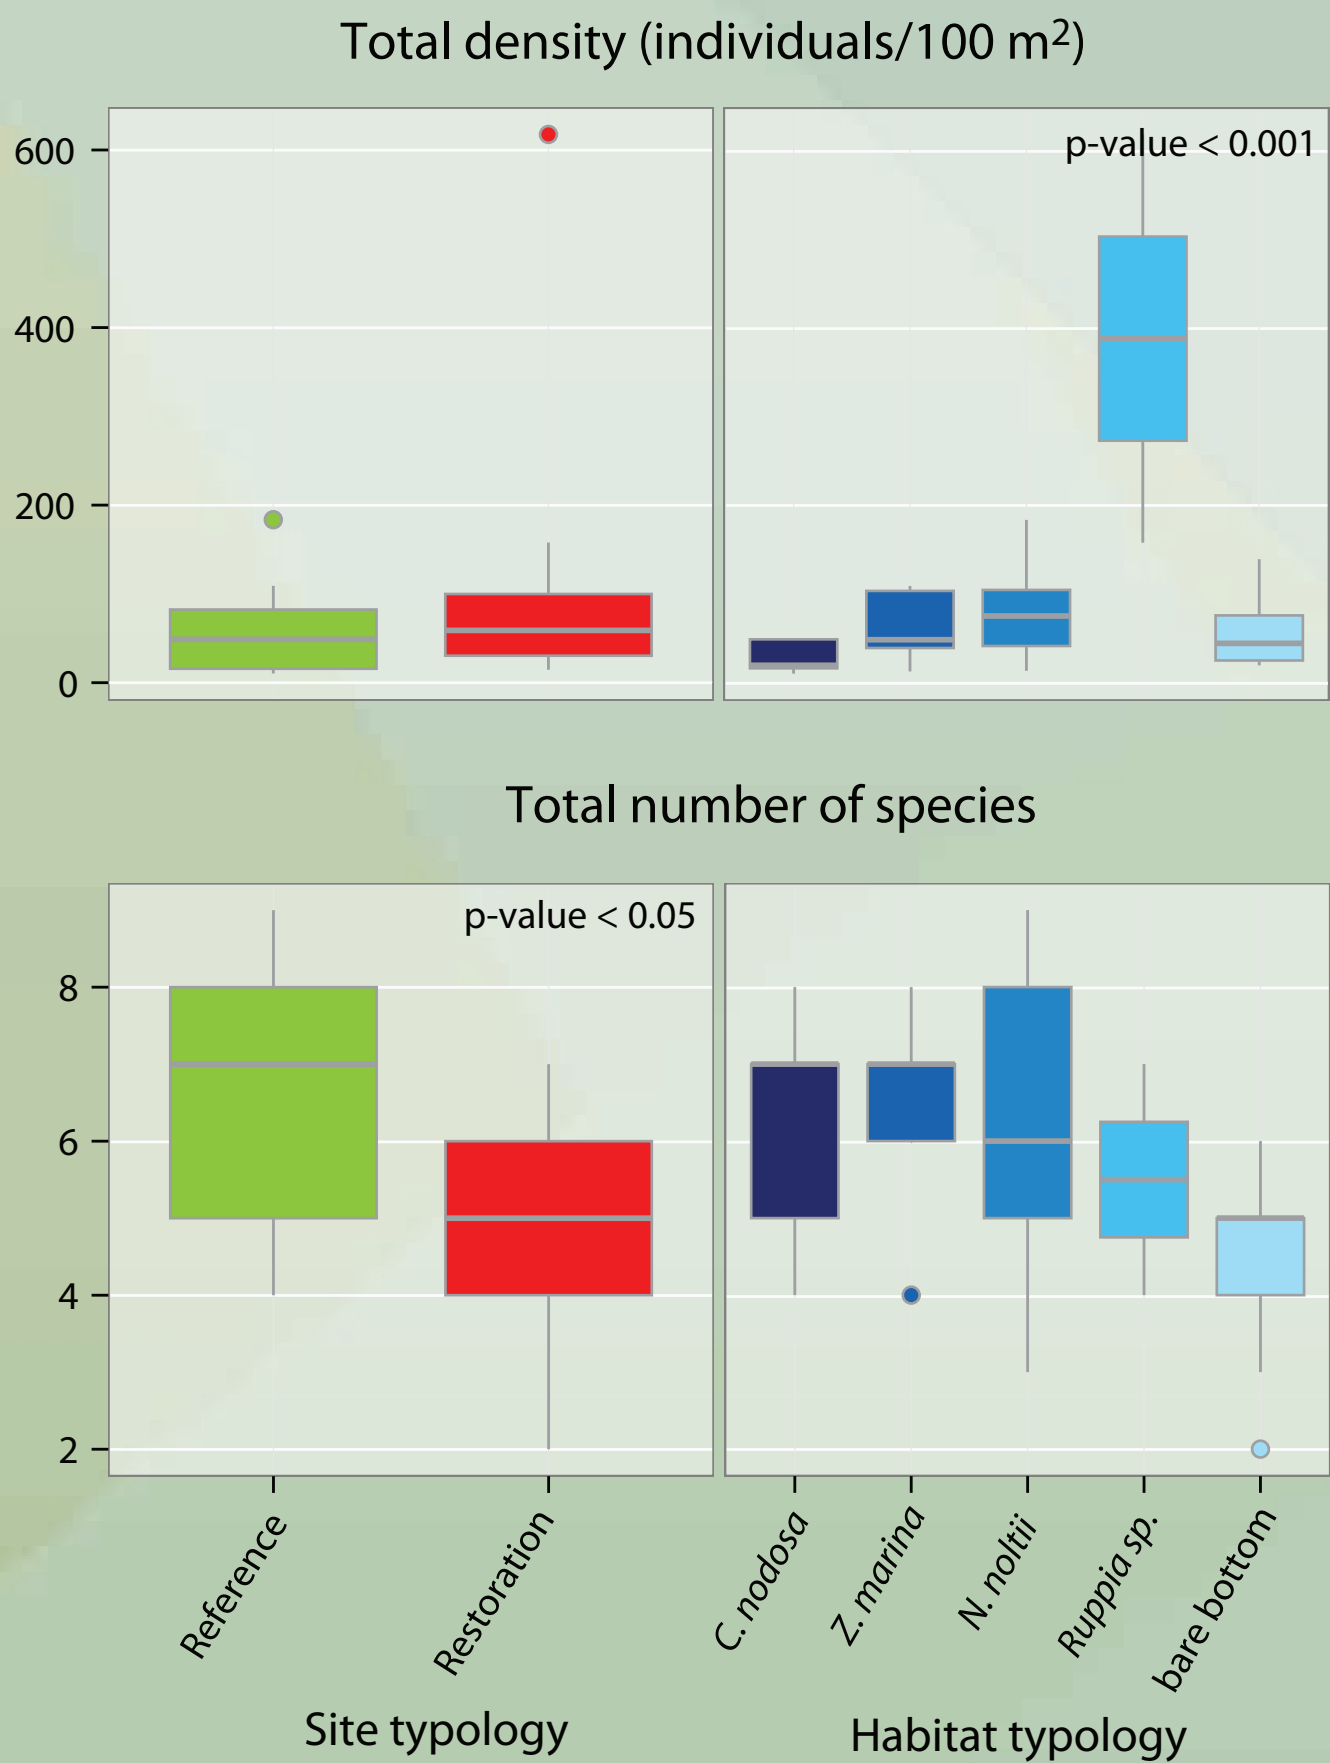 Total density (individuals/100 m²)
600
400
200
0
p-value < 0.001
Total number of species
8
6
4
2
p-value < 0.05
Reference
Restoration
C. nodosa
Z. marina
N. noltii
Ruppia sp.
bare bottom
Site typology
Habitat typology